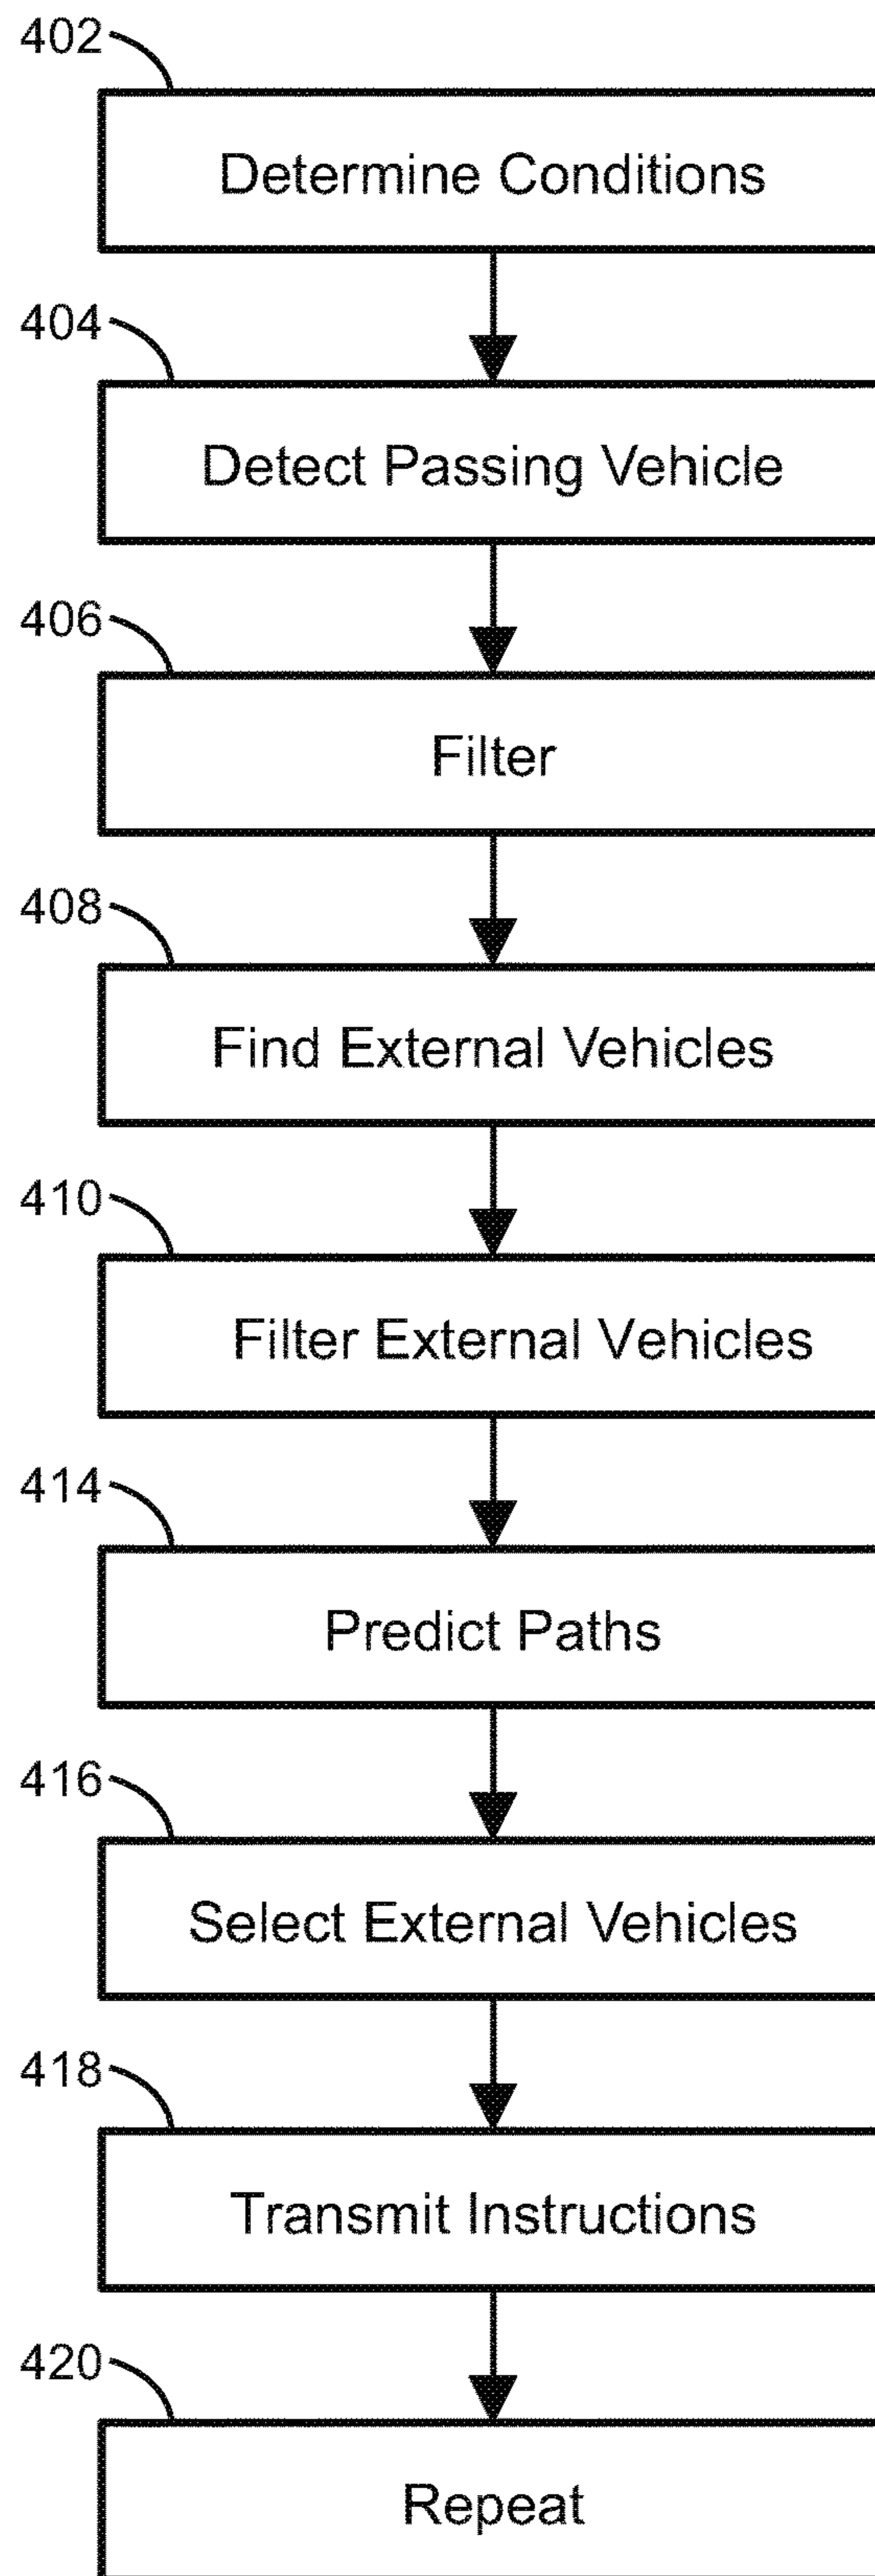 402
Determine Conditions
404
Detect Passing Vehicle
406
Filter
408
Find External Vehicles
410
Filter External Vehicles
414
Predict Paths
416
Select External Vehicles
418
Transmit Instructions
420
Repeat